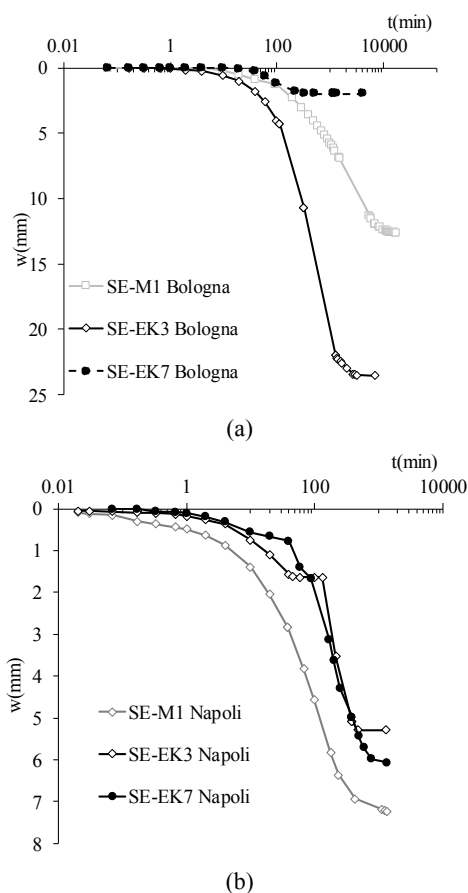 t(min)
0.01 1 100 10000
0
5
10
15
20
25
w(mm)
SE-M1 Bologna
SE-EK3 Bologna
SE-EK7 Bologna
(a)
t(min)
0.01 1 100 10000
0
1
2
3
4
5
6
7
8
w(mm)
SE-M1 Napoli
SE-EK3 Napoli
SE-EK7 Napoli
(b)